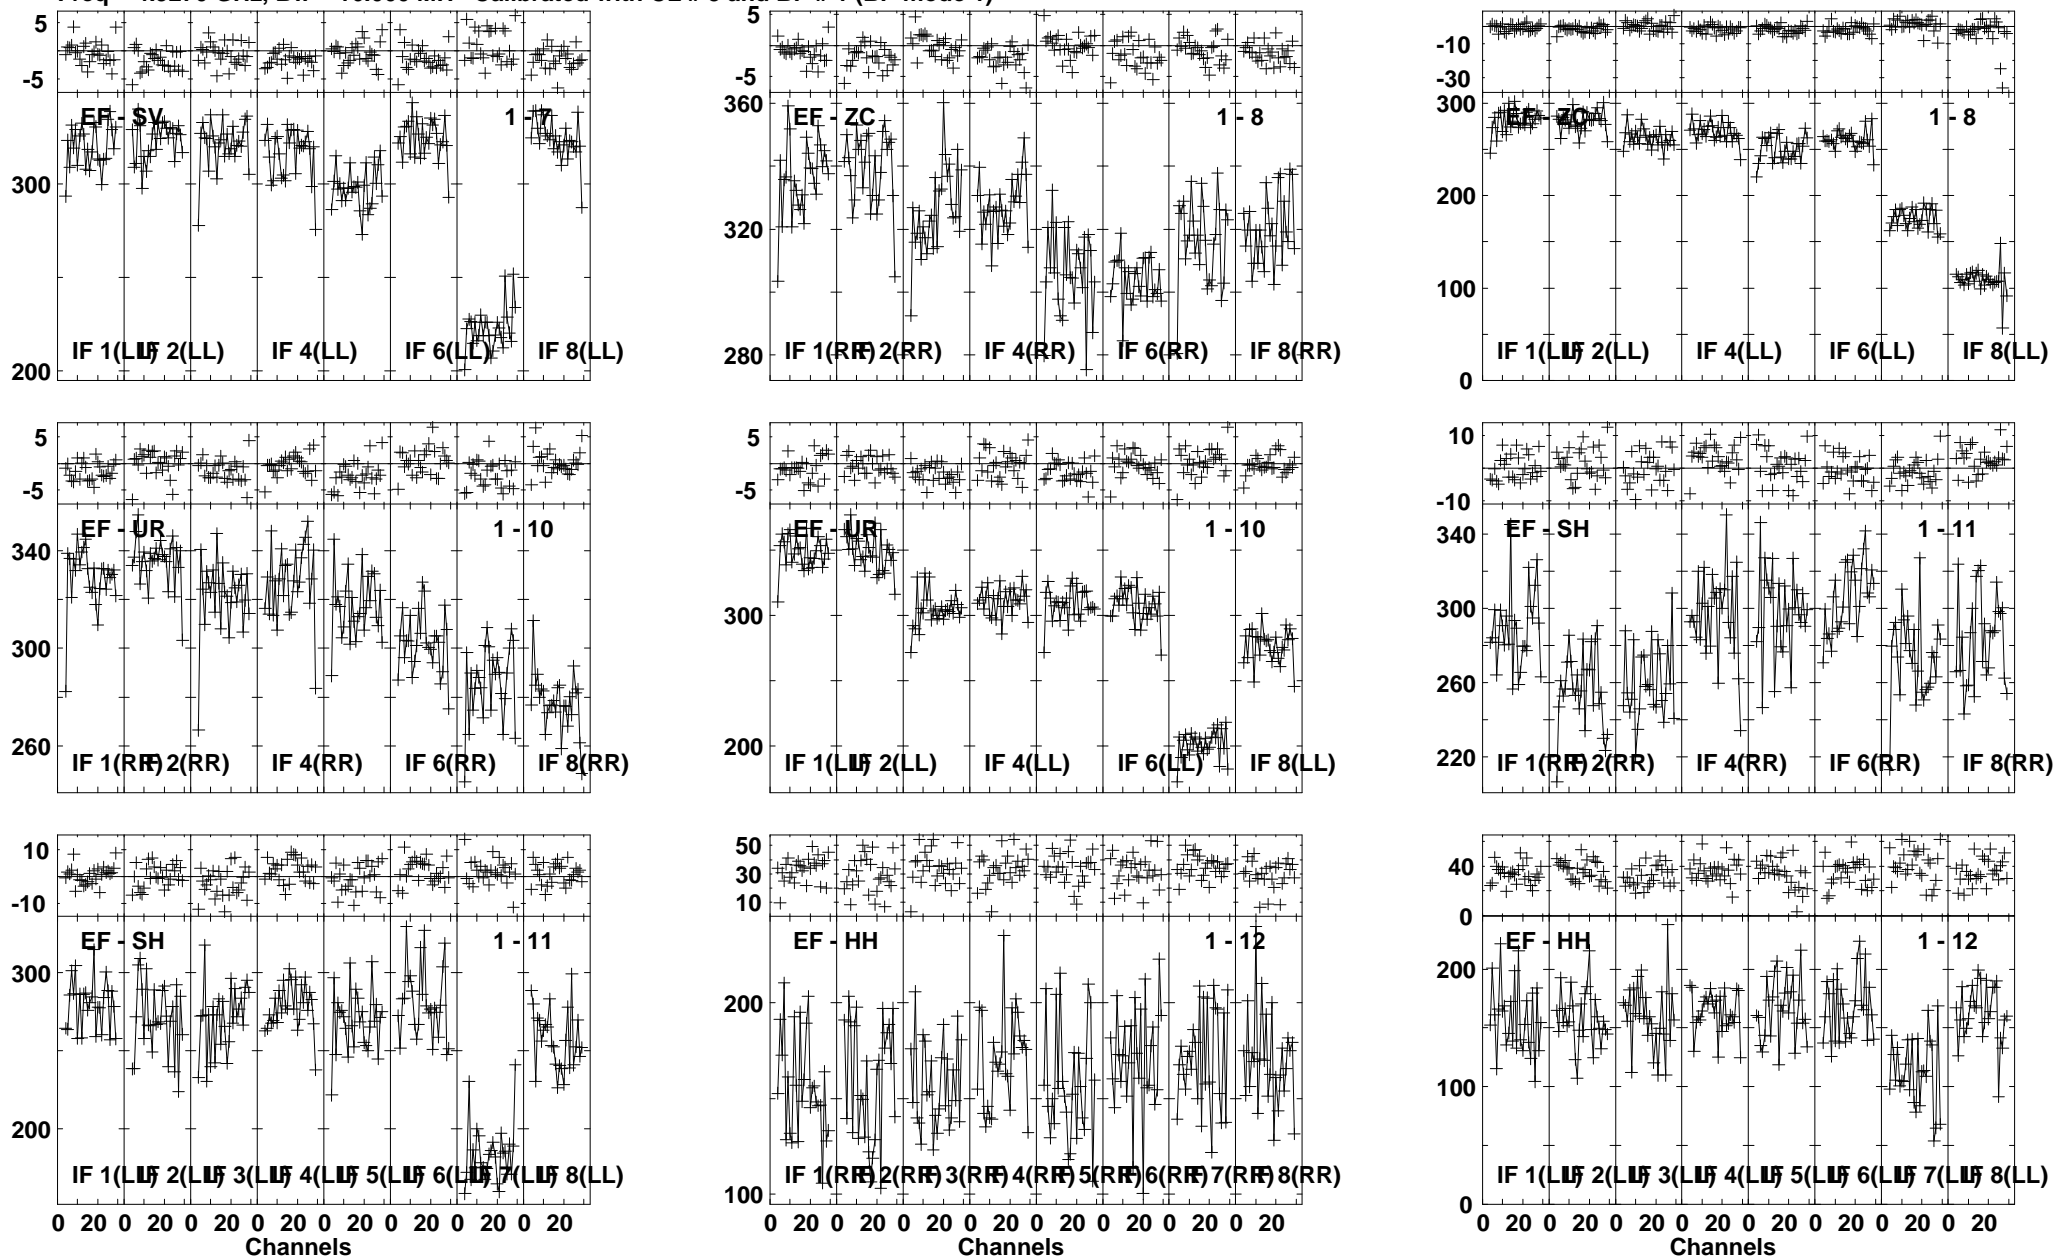 5
-5
EF - SV
1 - 7
300
200
IF 1(LL) IF 2(LL) IF 4(LL) IF 6(LL) IF 8(LL)
5
-5
360
EF - ZC
1 - 8
320
280
IF 1(RR) IF 2(RR) IF 4(RR) IF 6(RR) IF 8(RR)
-10
-30
300
EF - ZC
1 - 8
200
100
0
IF 1(LL) IF 2(LL) IF 4(LL) IF 6(LL) IF 8(LL)
5
-5
EF - UR
1 - 10
340
300
260
IF 1(RR) IF 2(RR) IF 4(RR) IF 6(RR) IF 8(RR)
5
-5
EF - UR
1 - 10
300
200
IF 1(LL) IF 2(LL) IF 4(LL) IF 6(LL) IF 8(LL)
10
-10
EF - SH
1 - 11
340
300
260
220
IF 1(RR) IF 2(RR) IF 4(RR) IF 6(RR) IF 8(RR)
10
-10
EF - SH
1 - 11
300
200
IF 1(LL) IF 2(LL) IF 3(LL) IF 4(LL) IF 5(LL) IF 6(LL) IF 7(LL) IF 8(LL)
0 20 0 20 0 20 0 20 0 20 0 20 0 20 0 20
Channels
50
30
10
EF - HH
1 - 12
200
100
IF 1(RR) IF 2(RR) IF 3(RR) IF 4(RR) IF 5(RR) IF 6(RR) IF 7(RR) IF 8(RR)
0 20 0 20 0 20 0 20 0 20 0 20 0 20 0 20
Channels
40
0
EF - HH
1 - 12
200
100
0
IF 1(LL) IF 2(LL) IF 3(LL) IF 4(LL) IF 5(LL) IF 6(LL) IF 7(LL) IF 8(LL)
0 20 0 20 0 20 0 20 0 20 0 20 0 20 0 20
Channels